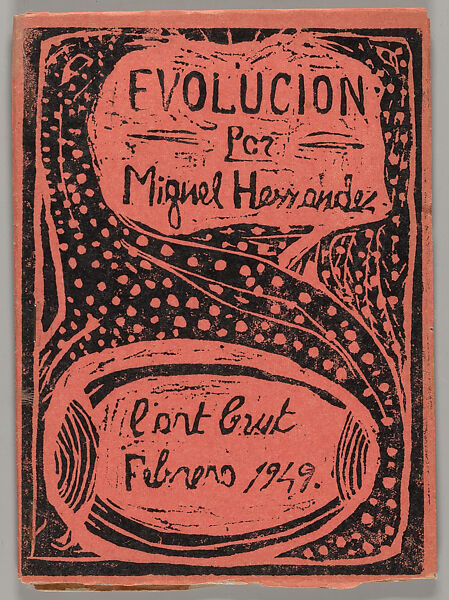 EVOLUCION
Por
Miguel Hernandez
l'art brut
Febrero 1949.